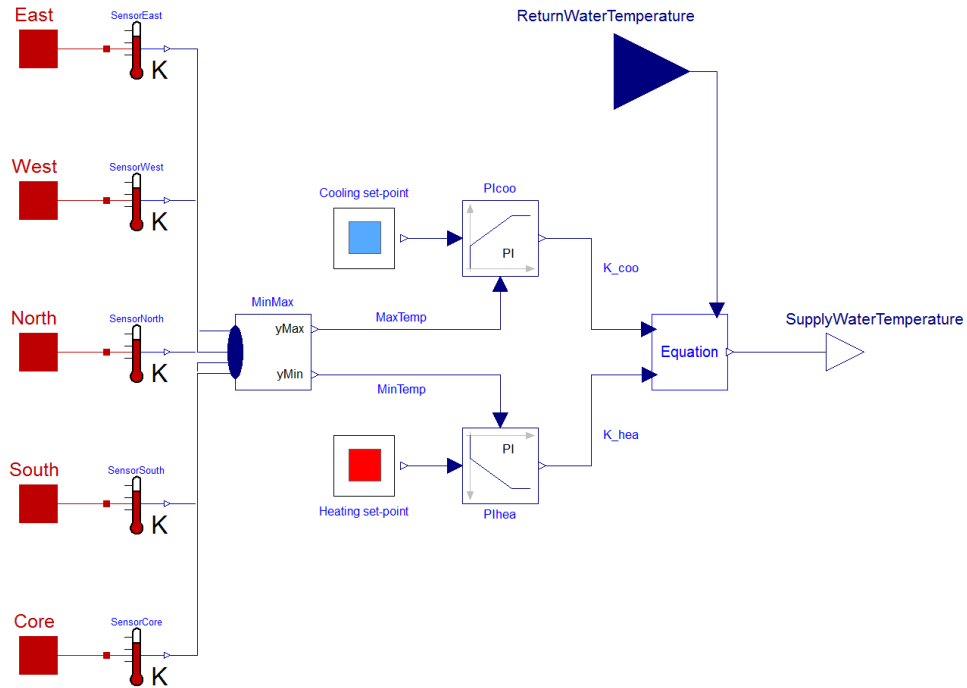 East
SensorEast
K
ReturnWaterTemperature
West
SensorWest
K
Cooling set-point
PIcoo
PI
K_coo
North
SensorNorth
K
MinMax
yMax
yMin
MaxTemp
MinTemp
Equation
SupplyWaterTemperature
K_hea
PI
Heating set-point
PIhea
South
SensorSouth
K
Core
SensorCore
K